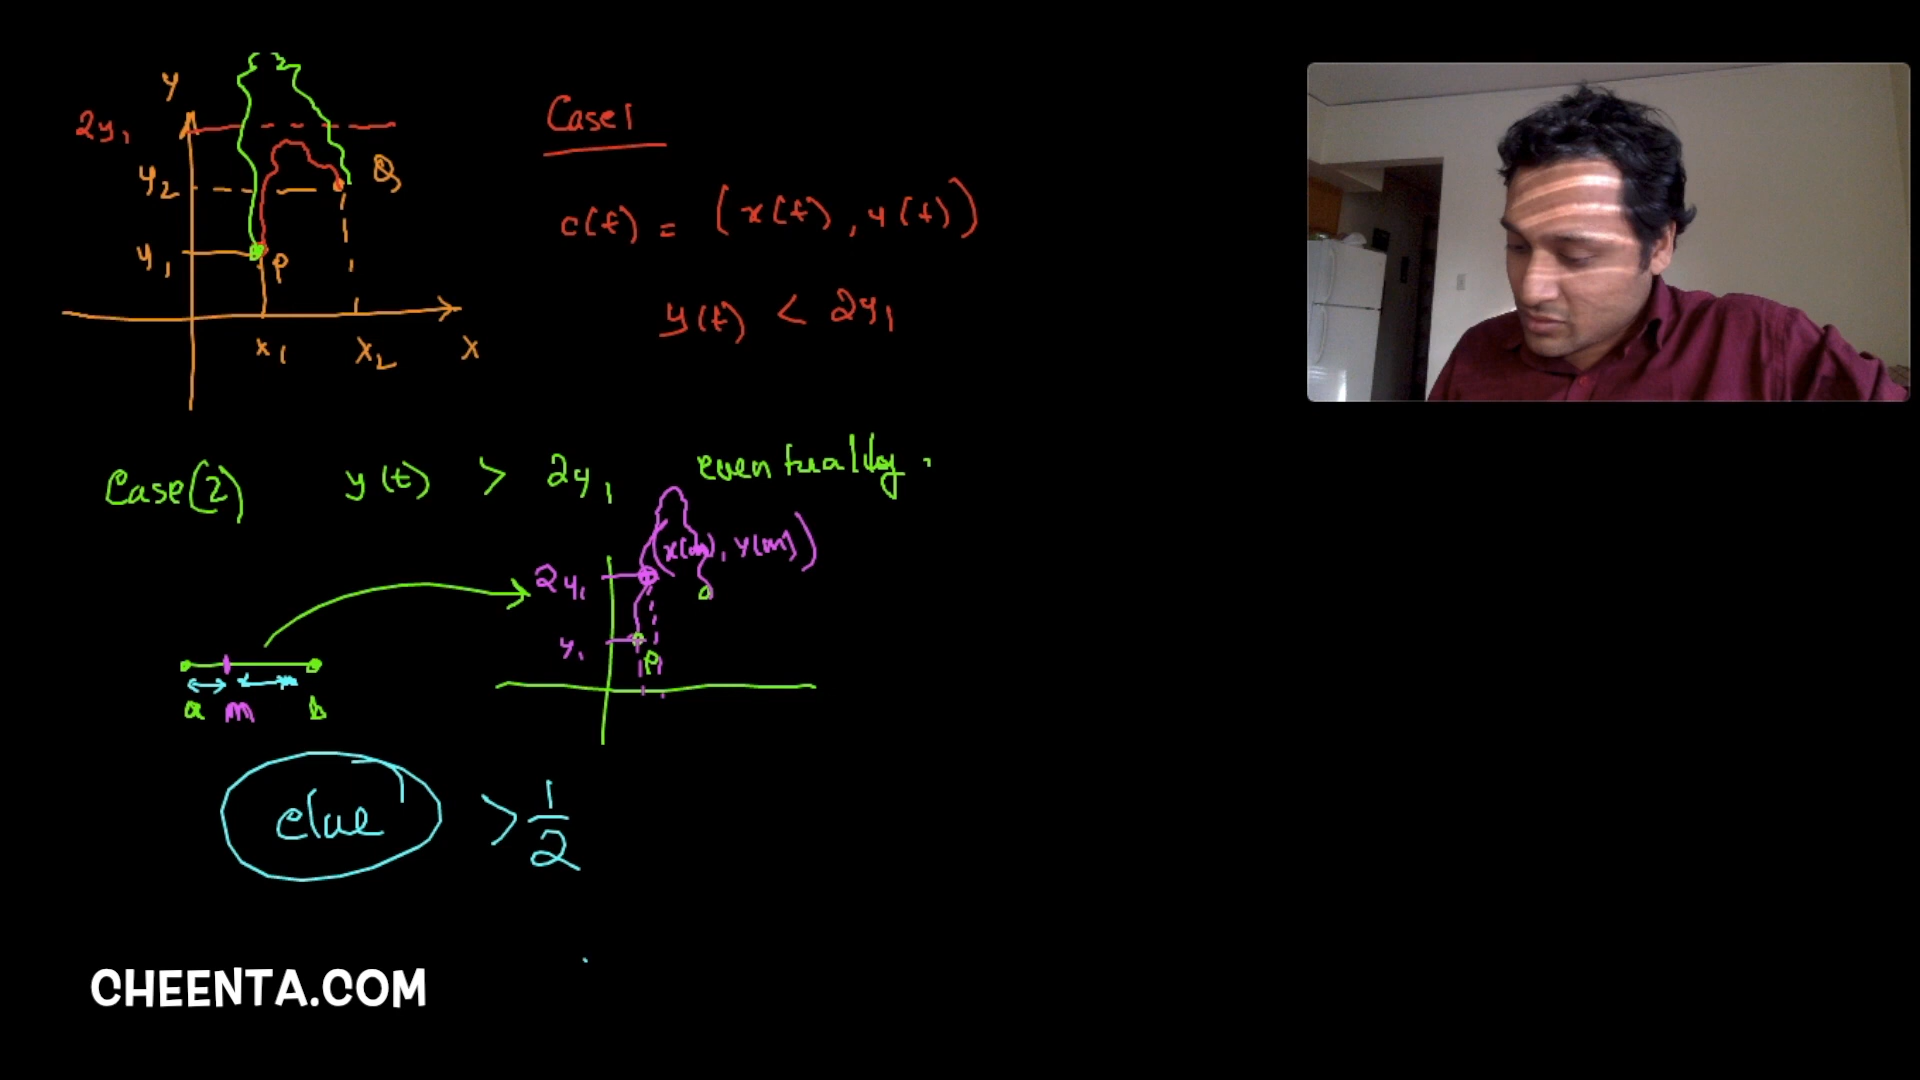 y
2y₁
y₂
Q
y₁
P
x₁ x₂ x
Case 1
c(t) = (x(t), y(t))
y(t) < 2y₁
Case(2) y(t) > 2y₁ eventually.
(x(m), y(m))
2y₁
y₁
P
a m b
clue > 1/2
CHEENTA.COM